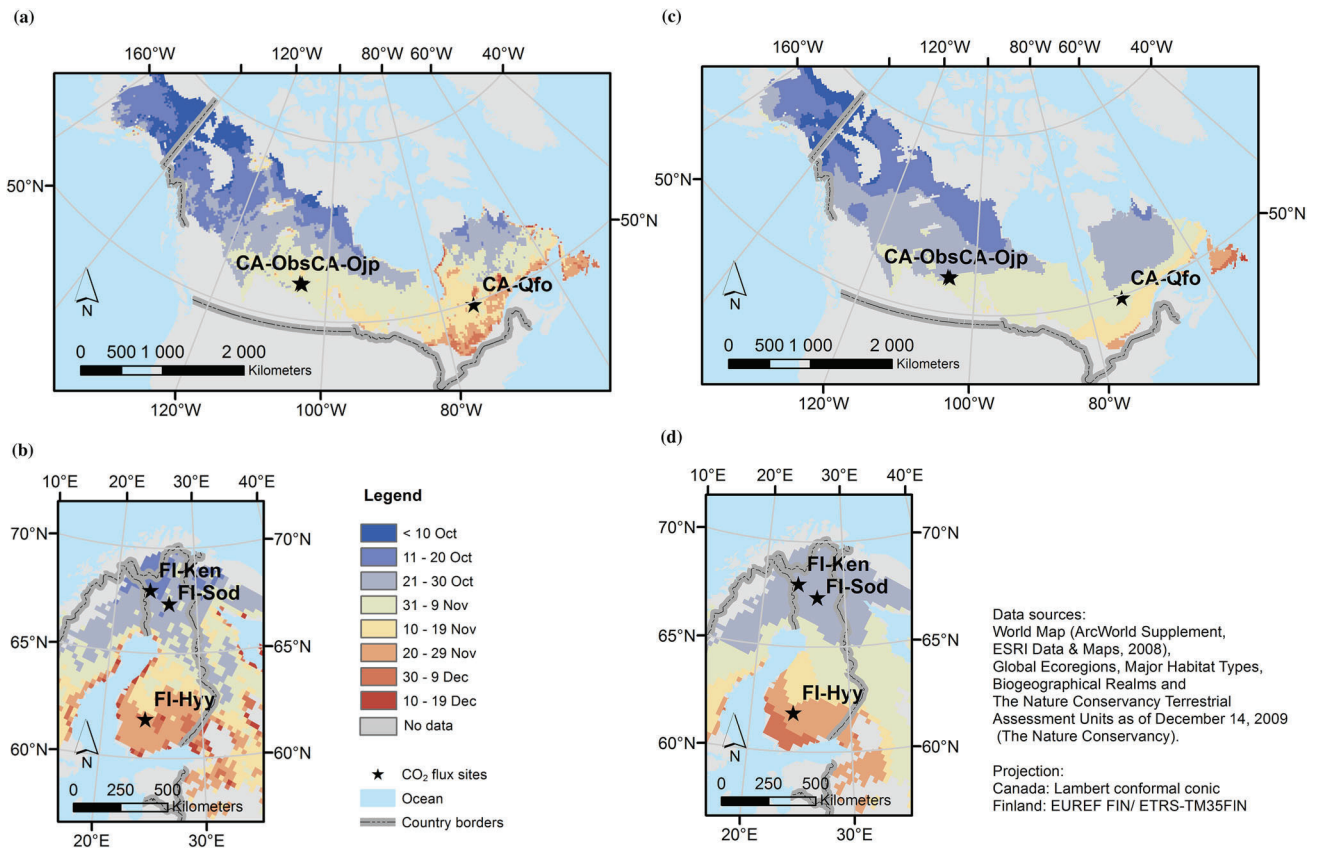 (a)
160°W 120°W 80°W 60°W 40°W
50°N
50°N
CA-ObsCA-Ojp
CA-Qfo
N
0 500 1 000 2 000
Kilometers
120°W 100°W 80°W
(c)
160°W 120°W 80°W 60°W 40°W
50°N
50°N
CA-ObsCA-Ojp
CA-Qfo
N
0 500 1 000 2 000
Kilometers
120°W 100°W 80°W
(b)
10°E 20°E 30°E 40°E
70°N
70°N
FI-Ken
FI-Sod
65°N
65°N
FI-Hyy
60°N
60°N
N
0 250 500
Kilometers
20°E 30°E
Legend
< 10 Oct
11 - 20 Oct
21 - 30 Oct
31 - 9 Nov
10 - 19 Nov
20 - 29 Nov
30 - 9 Dec
10 - 19 Dec
No data
CO₂ flux sites
Ocean
Country borders
(d)
10°E 20°E 30°E 40°E
70°N
70°N
FI-Ken
FI-Sod
65°N
65°N
FI-Hyy
60°N
60°N
N
0 250 500
Kilometers
20°E 30°E
Data sources:
World Map (ArcWorld Supplement,
ESRI Data & Maps, 2008),
Global Ecoregions, Major Habitat Types,
Biogeographical Realms and
The Nature Conservancy Terrestrial
Assessment Units as of December 14, 2009
(The Nature Conservancy).
Projection:
Canada: Lambert conformal conic
Finland: EUREF FIN/ ETRS-TM35FIN